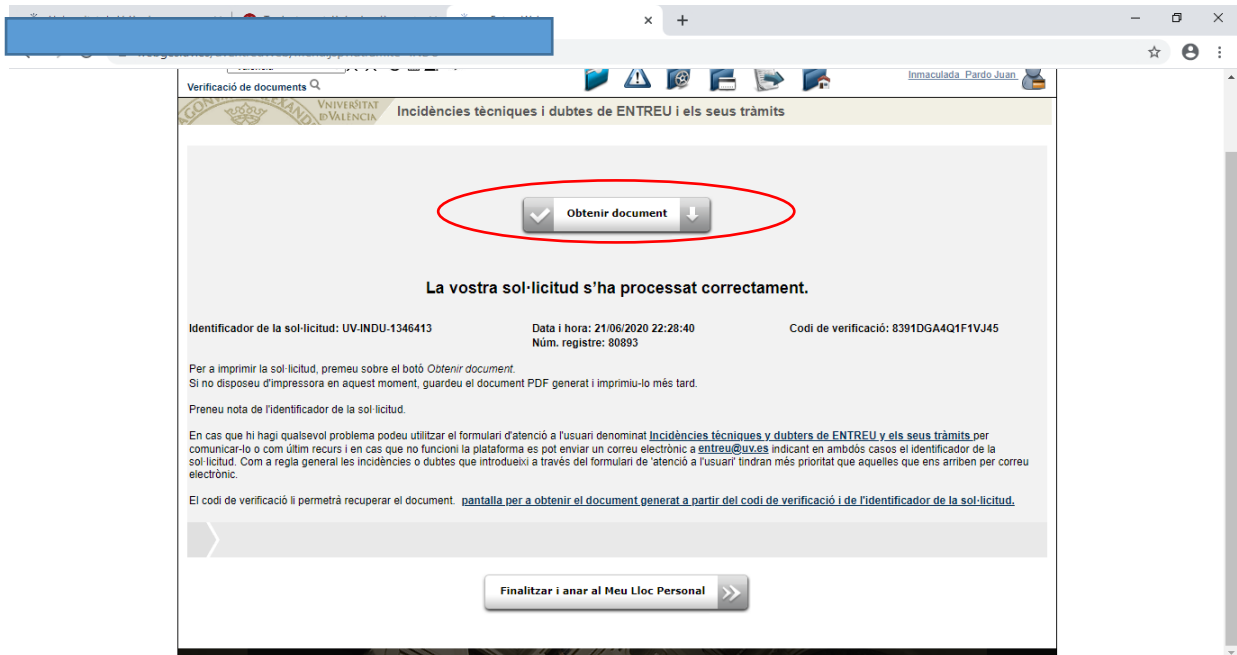 Verificació de documents
Inmaculada Pardo Juan
VNIVERSITAT
D VALÈNCIA
Incidències tècniques i dubtes de ENTREU i els seus tràmits
Obtenir document
La vostra sol·licitud s'ha processat correctament.
Identificador de la sol·licitud: UV-INDU-1346413
Data i hora: 21/06/2020 22:28:40
Núm. registre: 80893
Codi de verificació: 8391DGA4Q1F1VJ45
Per a imprimir la sol·licitud, premeu sobre el botó Obtenir document.
Si no disposeu d'impressora en aquest moment, guardeu el document PDF generat i imprimiu-lo més tard.
Preneu nota de l'identificador de la sol·licitud.
En cas que hi hagi qualsevol problema podeu utilitzar el formulari d'atenció a l'usuari denominat Incidències tècniques y dubters de ENTREU y els seus tràmits per
comunicar-lo o com últim recurs i en cas que no funcioni la plataforma es pot enviar un correu electrònic a entreu@uv.es indicant en ambdós casos el identificador de la
sol·licitud. Com a regla general les incidències o dubtes que introdueixi a través del formulari de 'atenció a l'usuari' tindran més prioritat que aquelles que ens arriben per correu
electrònic.
El codi de verificació li permetrà recuperar el document. pantalla per a obtenir el document generat a partir del codi de verificació i de l'identificador de la sol·licitud.
Finalitzar i anar al Meu Lloc Personal